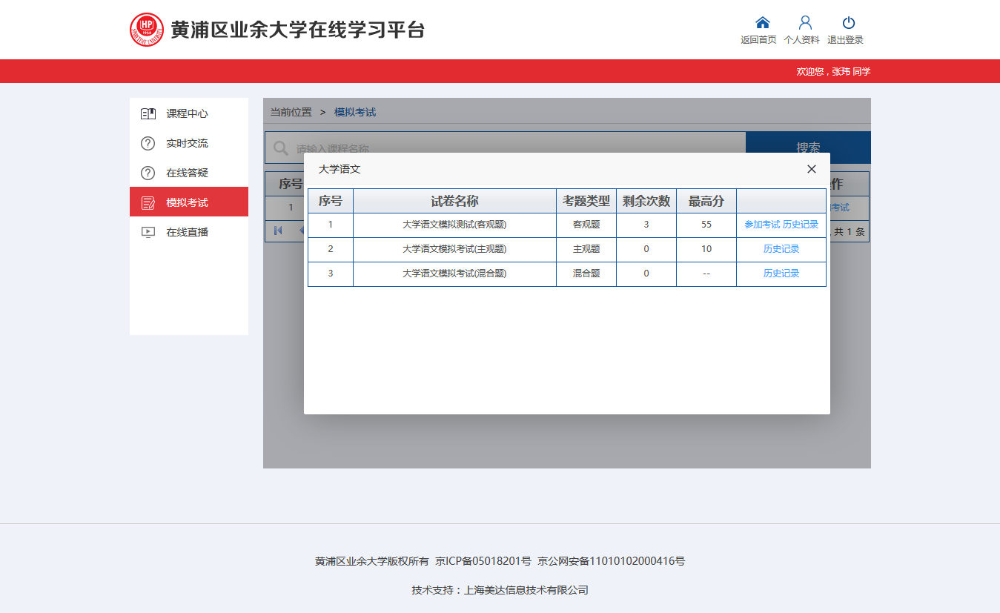 黄浦区业余大学在线学习平台
返回首页 个人资料 退出登录
欢迎您，张玮 同学
课程中心
实时交流
在线答疑
模拟考试
在线直播
当前位置 > 模拟考试
请输入课程名称 搜索
序号 作
1 考试
共 1 条
大学语文
序号 试卷名称 考题类型 剩余次数 最高分
1 大学语文模拟测试(客观题) 客观题 3 55 参加考试 历史记录
2 大学语文模拟考试(主观题) 主观题 0 10 历史记录
3 大学语文模拟考试(混合题) 混合题 0 -- 历史记录
黄浦区业余大学版权所有 京ICP备05018201号 京公网安备11010102000416号
技术支持：上海美达信息技术有限公司